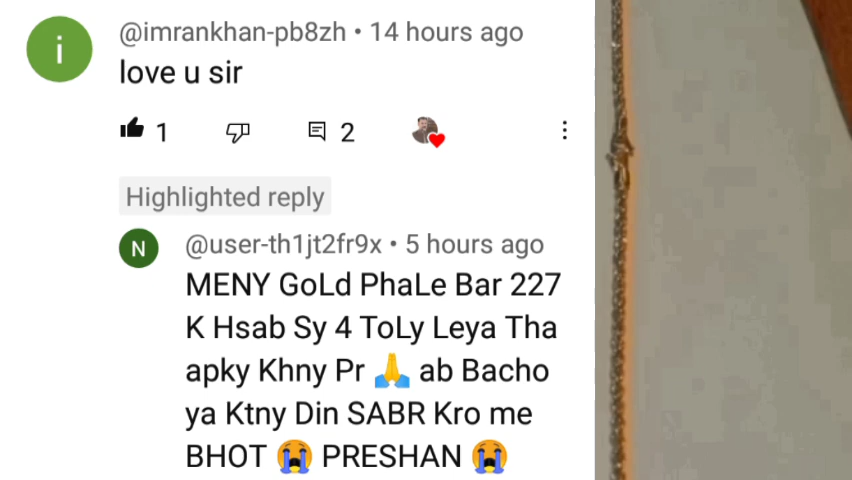 @imrankhan-pb8zh • 14 hours ago
love u sir
1 2
Highlighted reply
@user-th1jt2fr9x • 5 hours ago
MENY GoLd PhaLe Bar 227
K Hsab Sy 4 ToLy Leya Tha
apky Khny Pr 🙏 ab Bacho
ya Ktny Din SABR Kro me
BHOT 😭 PRESHAN 😭